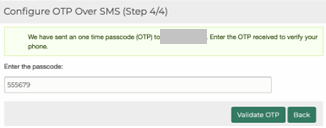 Configure OTP Over SMS (Step 4/4)
We have sent an one time passcode (OTP) to . Enter the OTP received to verify your
phone.
Enter the passcode:
555679
Validate OTP Back